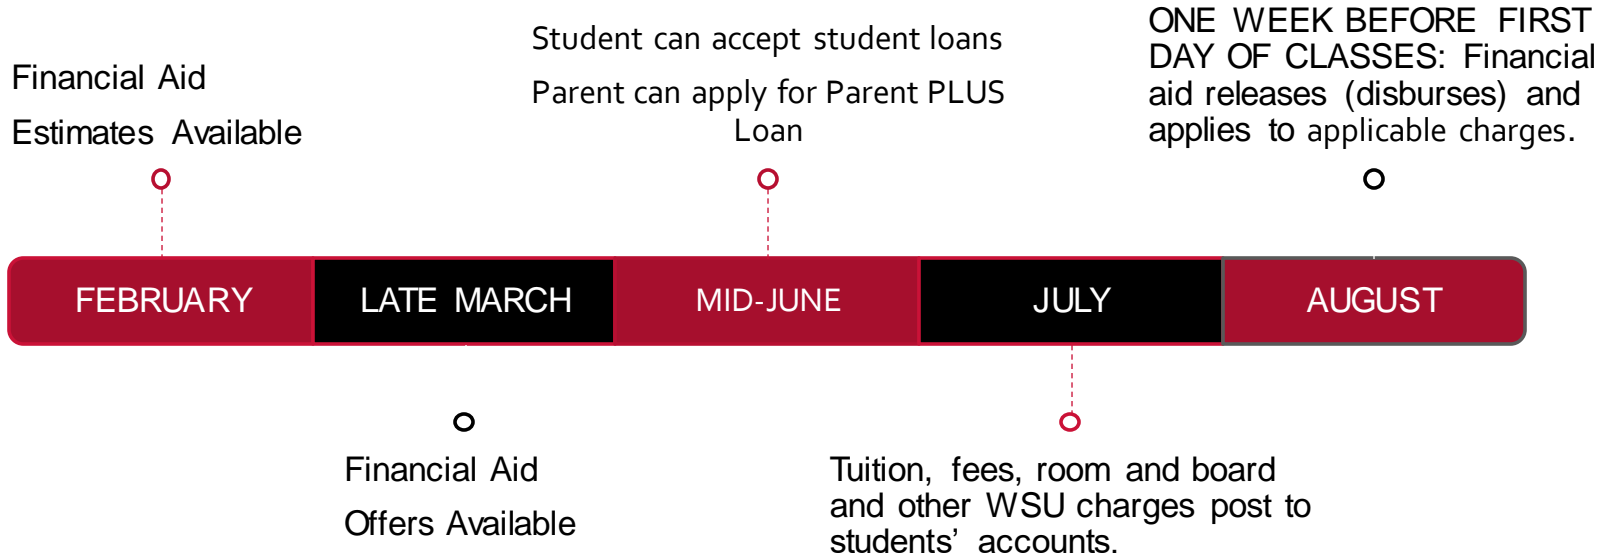 Financial Aid
Estimates Available
Student can accept student loans
Parent can apply for Parent PLUS
Loan
ONE WEEK BEFORE FIRST
DAY OF CLASSES: Financial
aid releases (disburses) and
applies to applicable charges.
FEBRUARY
LATE MARCH
MID-JUNE
JULY
AUGUST
Financial Aid
Offers Available
Tuition, fees, room and board
and other WSU charges post to
students’ accounts.